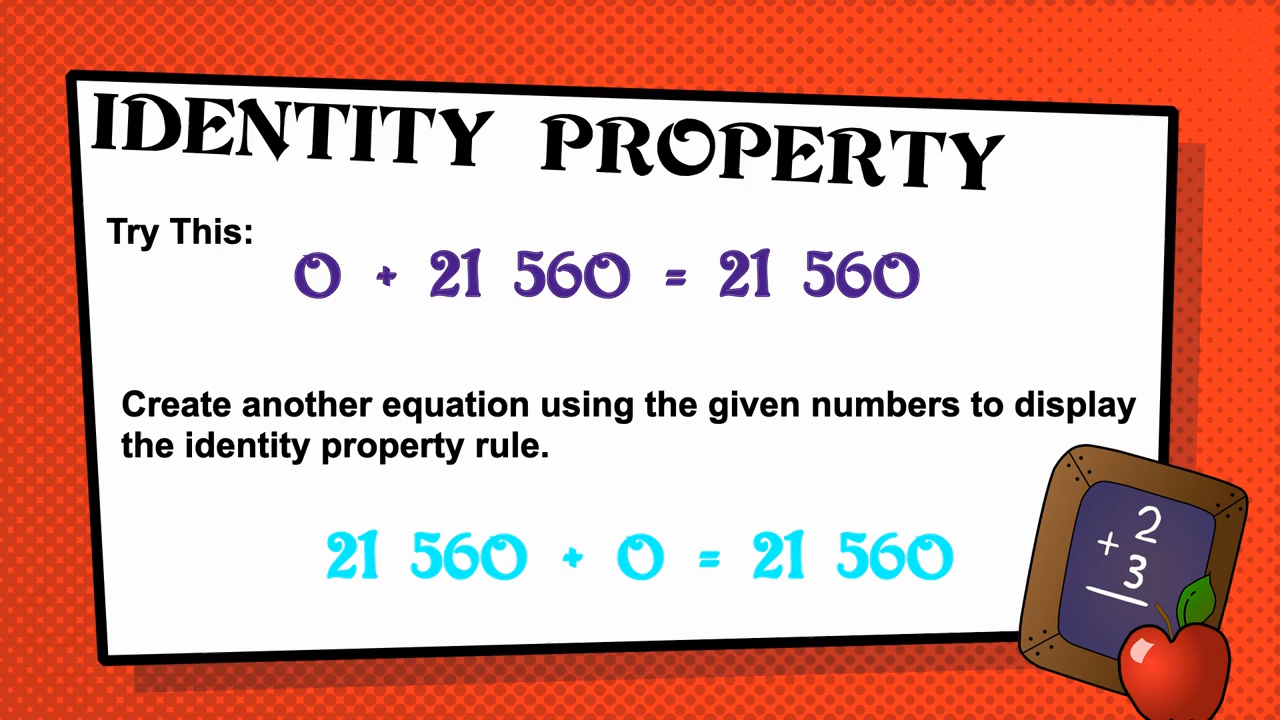 IDENTITY PROPERTY
Try This:
0 + 21 560 = 21 560
Create another equation using the given numbers to display
the identity property rule.
21 560 + 0 = 21 560
2
+ 3